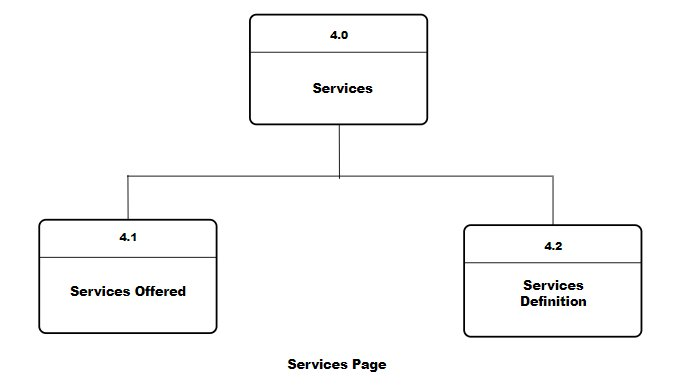 4.0
Services
4.1
Services Offered
4.2
Services
Definition
Services Page